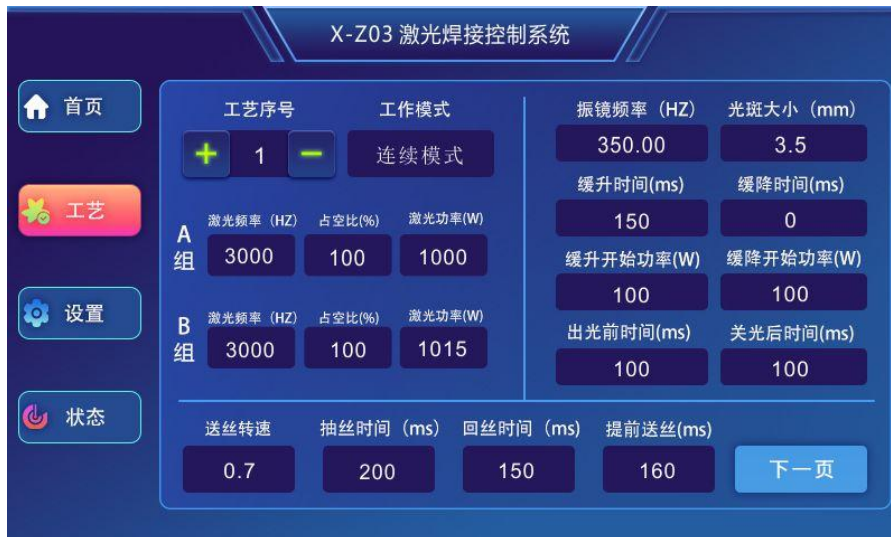 X-Z03 激光焊接控制系统
首页
工艺
设置
状态
工艺序号 工作模式
+ 1 − 连续模式
A组
激光频率（HZ) 占空比(%) 激光功率(W)
3000 100 1000
B组
激光频率（HZ) 占空比(%) 激光功率(W)
3000 100 1015
振镜频率（HZ) 光斑大小（mm)
350.00 3.5
缓升时间(ms) 缓降时间(ms)
150 0
缓升开始功率(W) 缓降开始功率(W)
100 100
出光前时间(ms) 关光后时间(ms)
100 100
送丝转速 抽丝时间（ms) 回丝时间（ms) 提前送丝(ms)
0.7 200 150 160 下一页